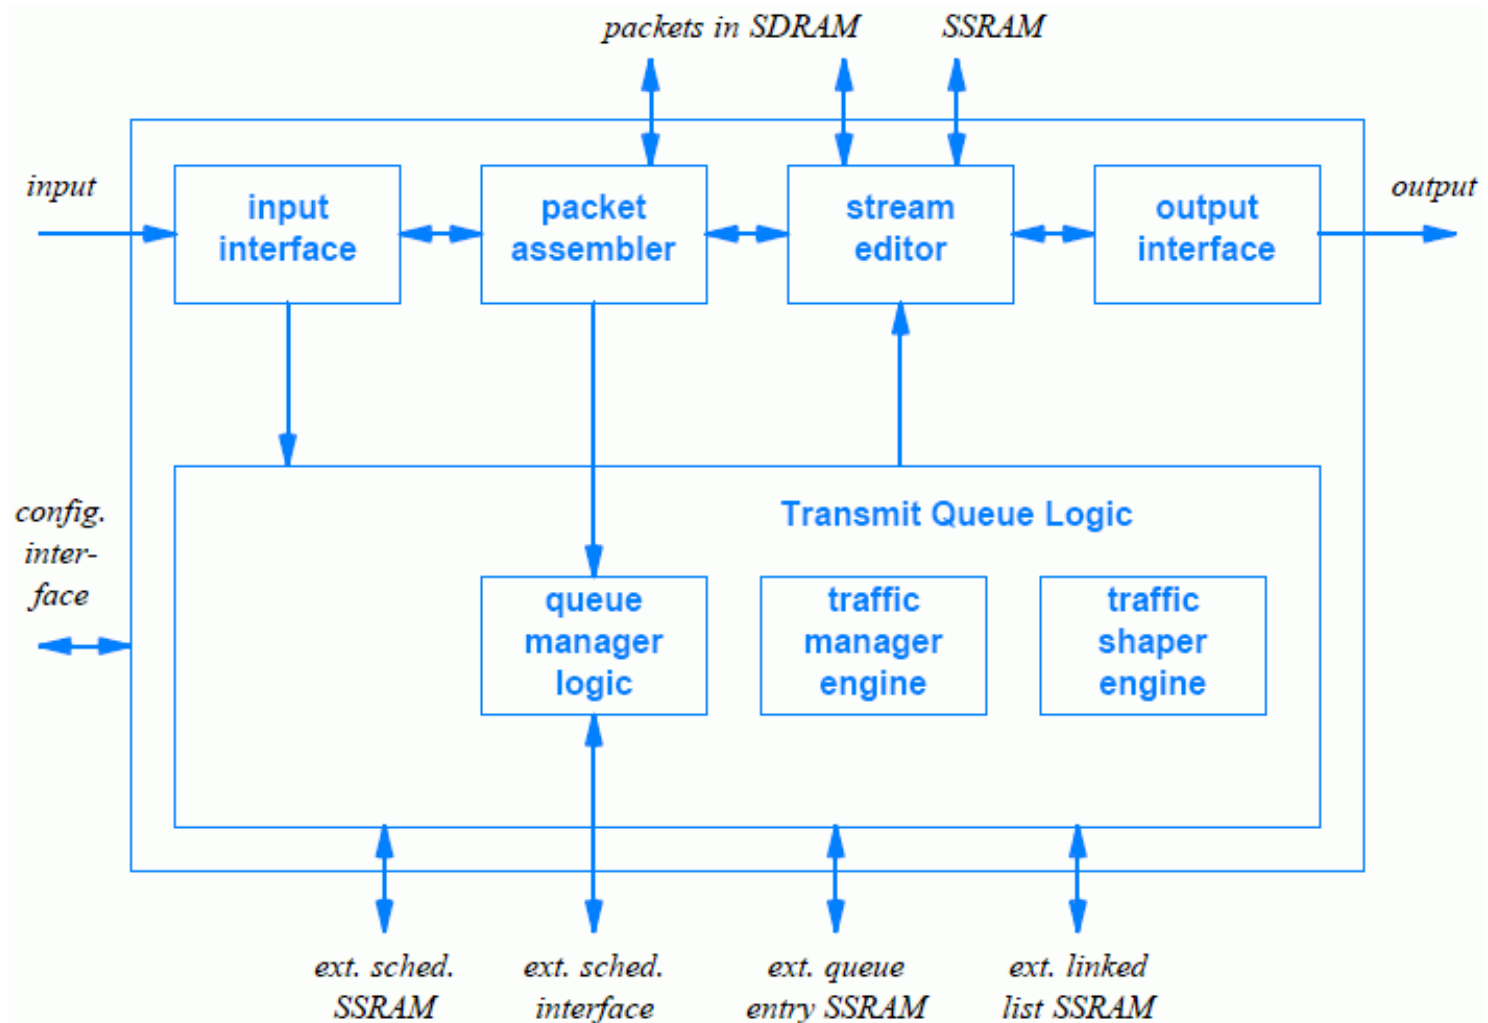 packets in SDRAM
SSRAM
input
input
interface
packet
assembler
stream
editor
output
interface
output
config.
inter-
face
Transmit Queue Logic
queue
manager
logic
traffic
manager
engine
traffic
shaper
engine
ext. sched.
SSRAM
ext. sched.
interface
ext. queue
entry SSRAM
ext. linked
list SSRAM